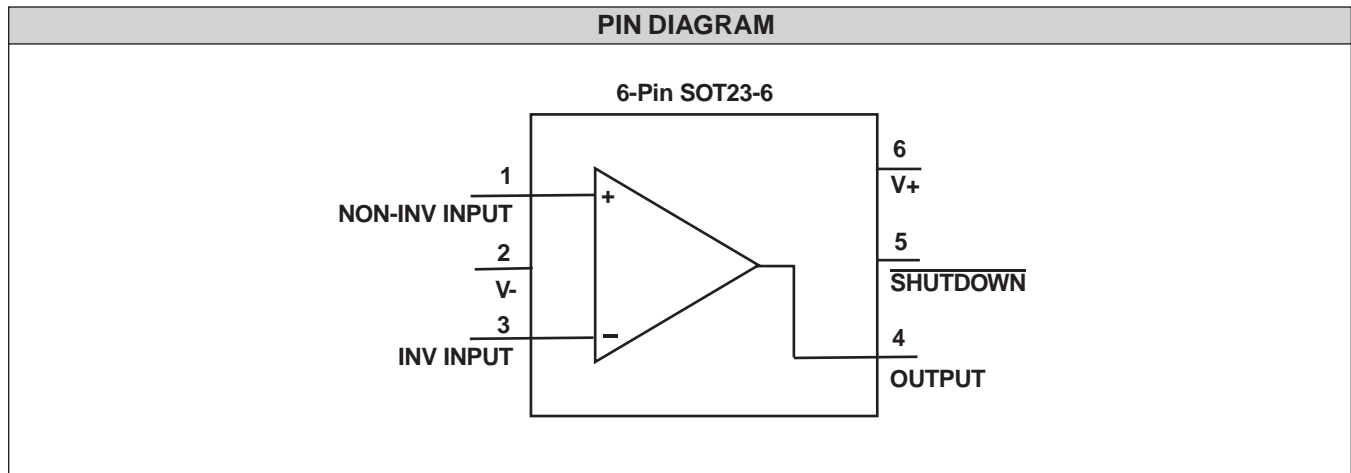 PIN DIAGRAM
6-Pin SOT23-6
1
NON-INV INPUT
+
2
V-
3
INV INPUT
–
6
V+
5
SHUTDOWN
4
OUTPUT